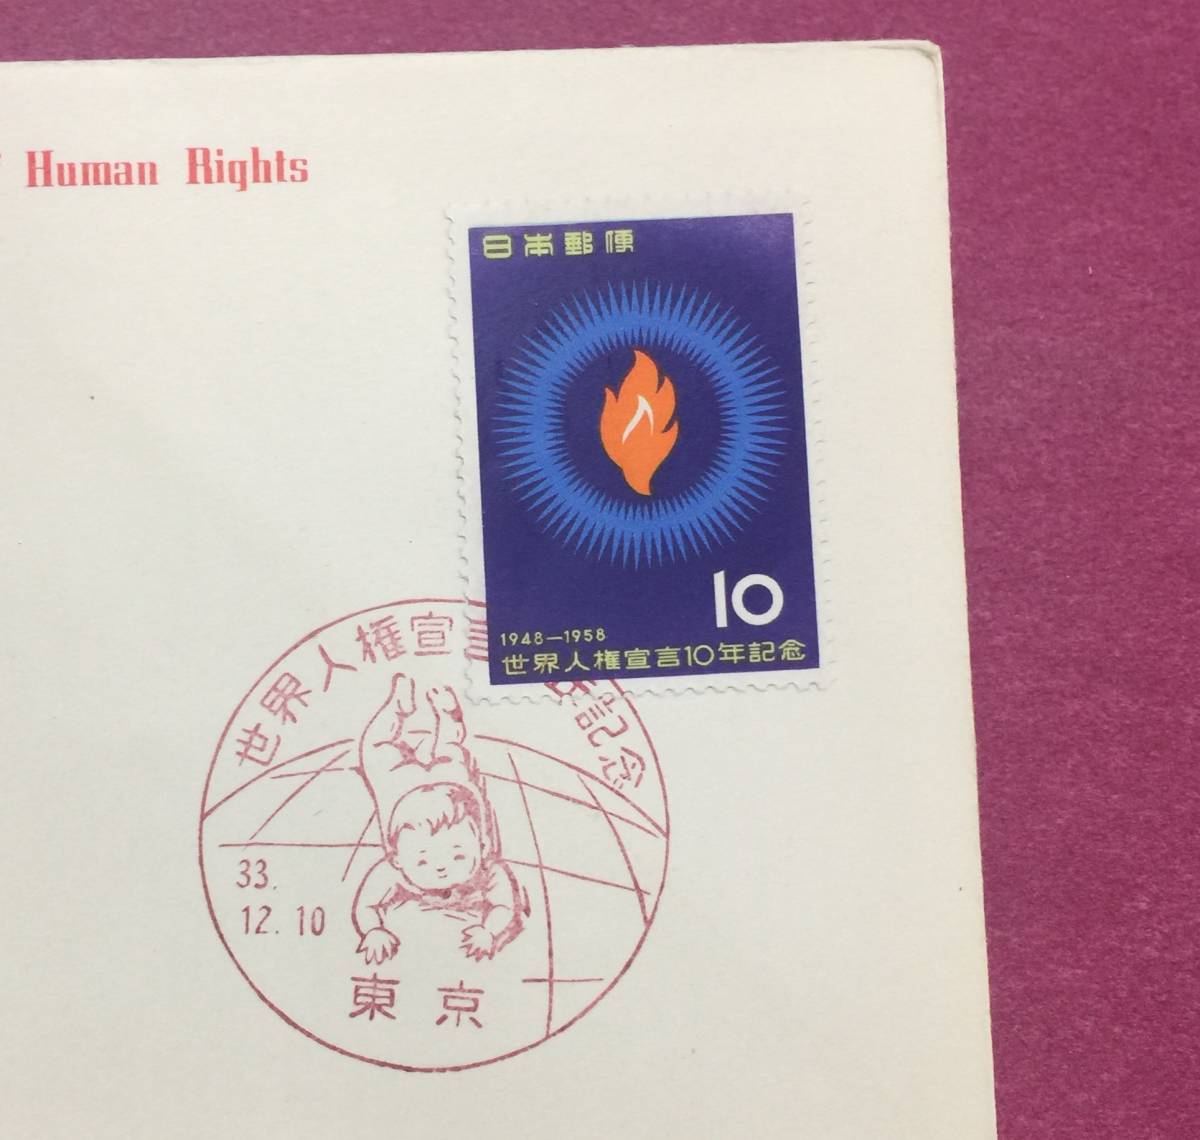 Human Rights
日本郵便
10
1948–1958
世界人権宣言10年記念
世界人権宣言 年記念
33.
12.10
東京